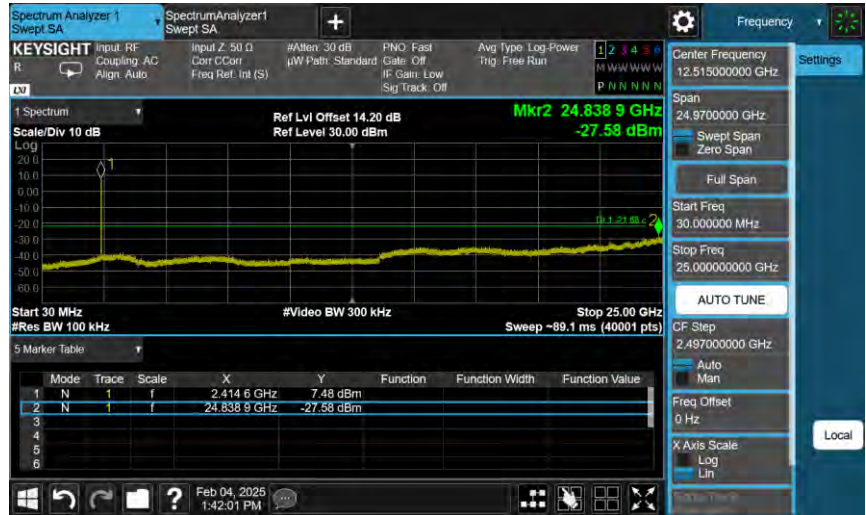 Spectrum Analyzer 1
Swept SA
SpectrumAnalyzer1
Swept SA
+
Frequency
KEYSIGHT
R
LXI
Input: RF
Coupling: AC
Align: Auto
Input Z: 50 Ω
Corr CCorr
Freq Ref: Int (S)
#Atten: 30 dB
µW Path: Standard
PNO: Fast
Gate: Off
IF Gain: Low
Sig Track: Off
Avg Type: Log-Power
Trig: Free Run
1 2 3 4 5 6
M W W W W W
P N N N N N
1 Spectrum
Scale/Div 10 dB
Log
Ref Lvl Offset 14.20 dB
Ref Level 30.00 dBm
Mkr2 24.838 9 GHz
-27.58 dBm
20.0
10.0
0.00
-10.0
-20.0
-30.0
-40.0
-50.0
-60.0
1
2
Start 30 MHz
#Res BW 100 kHz
#Video BW 300 kHz
Stop 25.00 GHz
Sweep ~89.1 ms (40001 pts)
5 Marker Table
Mode Trace Scale X Y Function Function Width Function Value
1 N 1 f 2.414 6 GHz 7.48 dBm
2 N 1 f 24.838 9 GHz -27.58 dBm
3
4
5
6
Center Frequency
12.515000000 GHz
Span
24.9700000 GHz
Swept Span
Zero Span
Full Span
Start Freq
30.000000 MHz
Stop Freq
25.000000000 GHz
AUTO TUNE
CF Step
2.497000000 GHz
Auto
Man
Freq Offset
0 Hz
X Axis Scale
Log
Lin
Settings
Local
?
Feb 04, 2025
1:42:01 PM